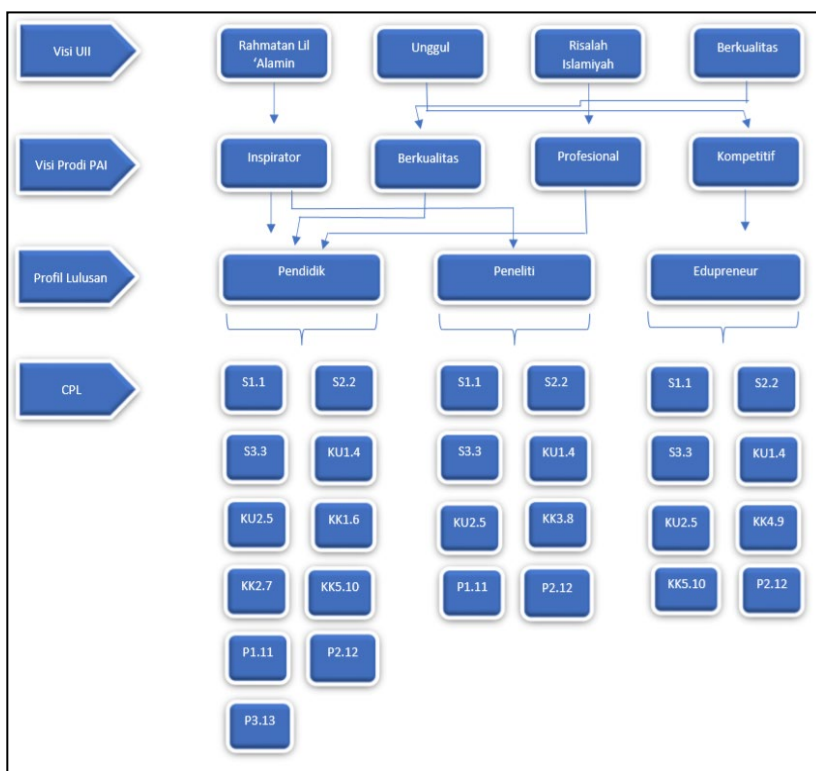 Visi UII
Rahmatan Lil
‘Alamin
Unggul
Risalah
Islamiyah
Berkualitas
Visi Prodi PAI
Inspirator
Berkualitas
Profesional
Kompetitif
Profil Lulusan
Pendidik
Peneliti
Edupreneur
CPL
S1.1
S2.2
S1.1
S2.2
S1.1
S2.2
S3.3
KU1.4
S3.3
KU1.4
S3.3
KU1.4
KU2.5
KK1.6
KU2.5
KK3.8
KU2.5
KK4.9
KK2.7
KK5.10
P1.11
P2.12
KK5.10
P2.12
P1.11
P2.12
P3.13